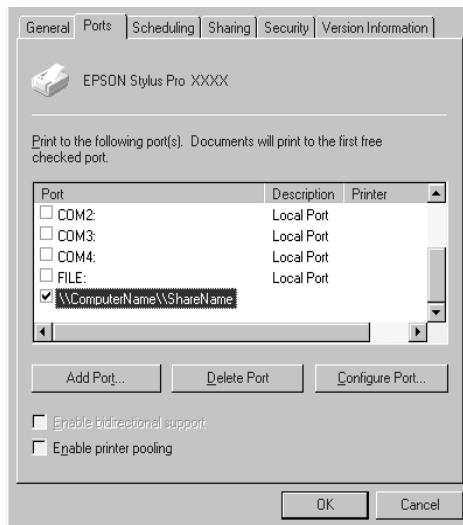 General Ports Scheduling Sharing Security Version Information
EPSON Stylus Pro XXXX
Print to the following port(s). Documents will print to the first free
checked port.
Port Description Printer
COM2: Local Port
COM3: Local Port
COM4: Local Port
FILE: Local Port
\\ComputerName\\ShareName
Add Port... Delete Port Configure Port...
Enable bidirectional support
Enable printer pooling
OK Cancel